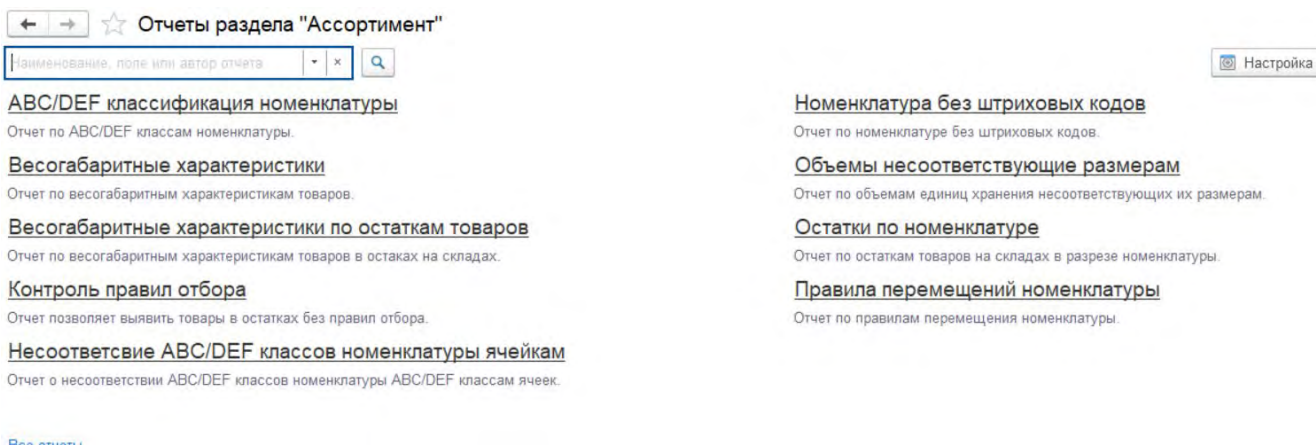 Отчеты раздела "Ассортимент"
Наименование, поле или автор отчета
Настройка
ABC/DEF классификация номенклатуры
Отчет по ABC/DEF классам номенклатуры.
Весогабаритные характеристики
Отчет по весогабаритным характеристикам товаров.
Весогабаритные характеристики по остаткам товаров
Отчет по весогабаритным характеристикам товаров в остаках на складах.
Контроль правил отбора
Отчет позволяет выявить товары в остатках без правил отбора.
Несоответсвие ABC/DEF классов номенклатуры ячейкам
Отчет о несоответствии ABC/DEF классов номенклатуры ABC/DEF классам ячеек.
Номенклатура без штриховых кодов
Отчет по номенклатуре без штриховых кодов.
Объемы несоответствующие размерам
Отчет по объемам единиц хранения несоответствующих их размерам.
Остатки по номенклатуре
Отчет по остаткам товаров на складах в разрезе номенклатуры.
Правила перемещений номенклатуры
Отчет по правилам перемещения номенклатуры.
Все отчеты